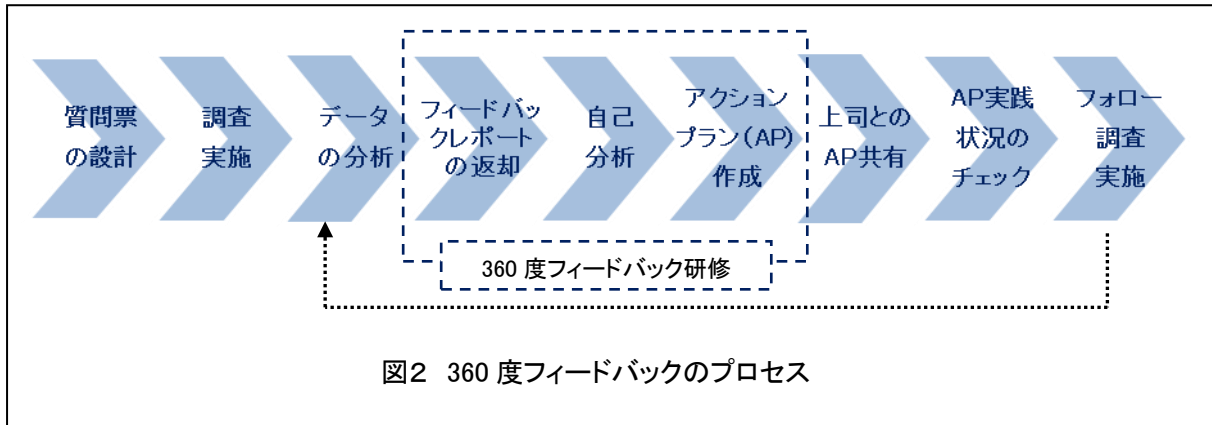 質問票
の設計
調査
実施
データ
の分析
フィードバッ
クレポート
の返却
自己
分析
アクション
プラン(AP)
作成
上司との
AP共有
AP実践
状況の
チェック
フォロー
調査
実施
360 度フィードバック研修
図2 360 度フィードバックのプロセス